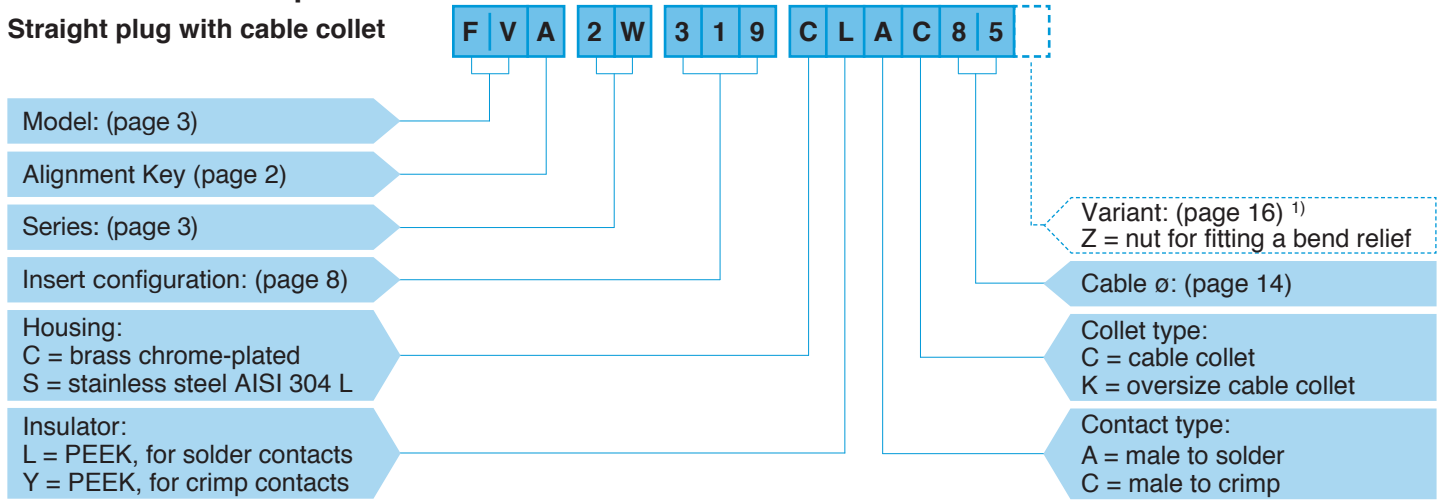 Straight plug with cable collet
F V A 2 W 3 1 9 C L A C 8 5
Model: (page 3)
Alignment Key (page 2)
Series: (page 3)
Insert configuration: (page 8)
Housing:
C = brass chrome-plated
S = stainless steel AISI 304 L
Insulator:
L = PEEK, for solder contacts
Y = PEEK, for crimp contacts
Variant: (page 16) 1)
Z = nut for fitting a bend relief
Cable ø: (page 14)
Collet type:
C = cable collet
K = oversize cable collet
Contact type:
A = male to solder
C = male to crimp